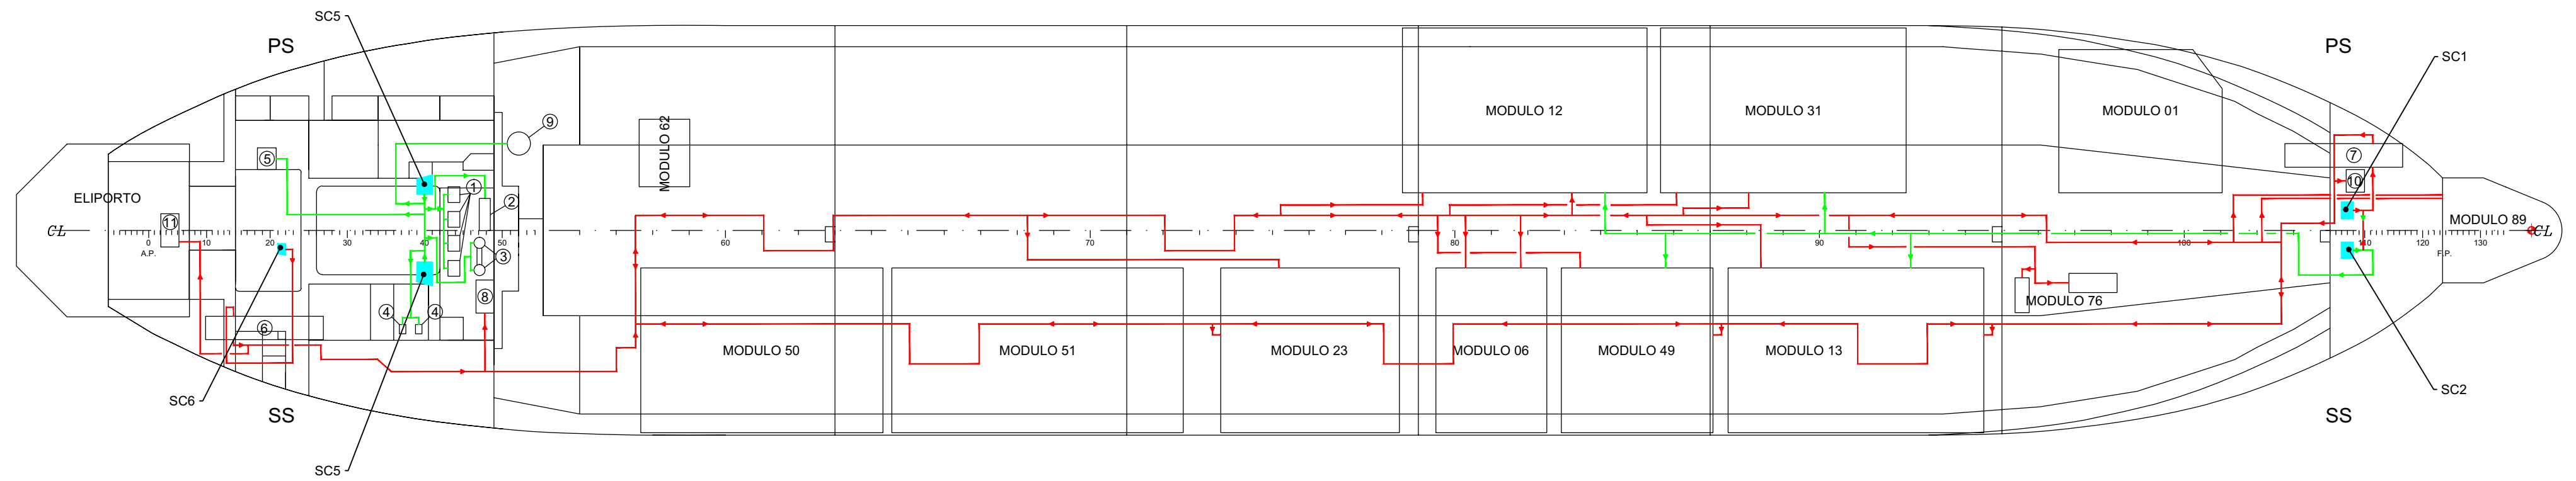 SC5
PS
PS
SC1
MODULO 12
MODULO 31
MODULO 01
MODULO 62
9
5
7
10
1
2
ELIPORTO
11
MODULO 89
CL
CL
0
10
20
30
40
50
60
70
80
90
100
110
120
130
A.P.
F.P.
3
8
4
4
6
MODULO 76
MODULO 50
MODULO 51
MODULO 23
MODULO 06
MODULO 49
MODULO 13
SC6
SS
SS
SC2
SC5